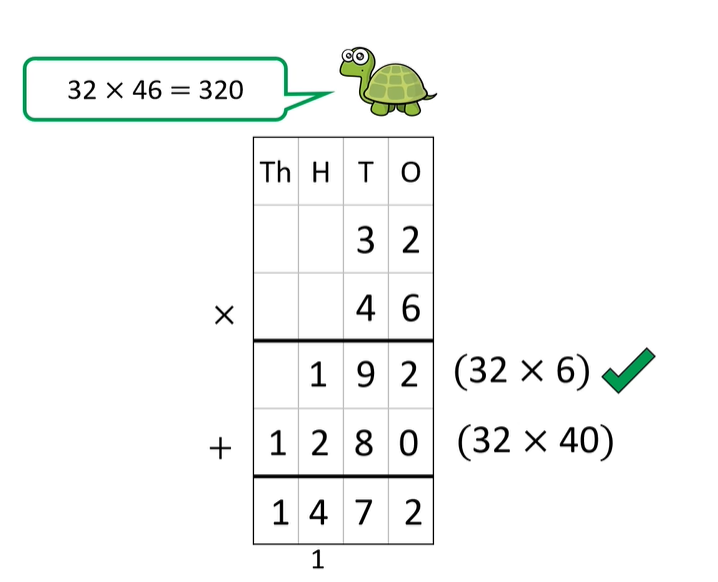 32 × 46 = 320
Th H T O
3 2
× 4 6
1 9 2 (32 × 6)
+ 1 2 8 0 (32 × 40)
1 4 7 2
1